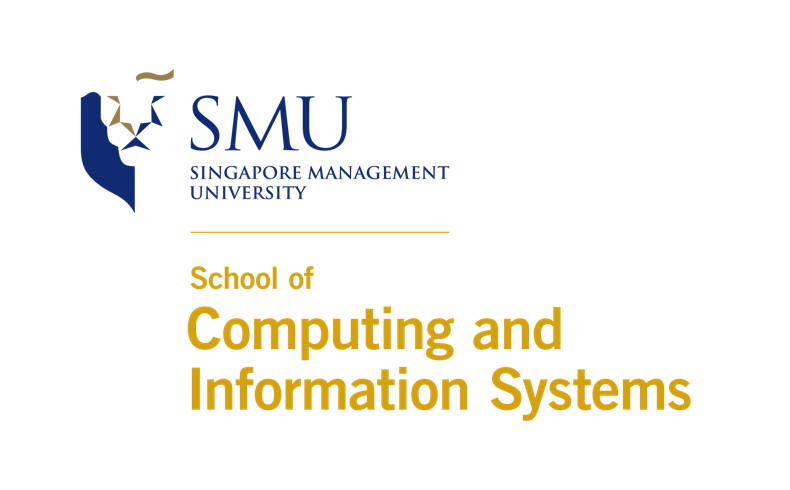 SMU
SINGAPORE MANAGEMENT
UNIVERSITY
School of
Computing and
Information Systems